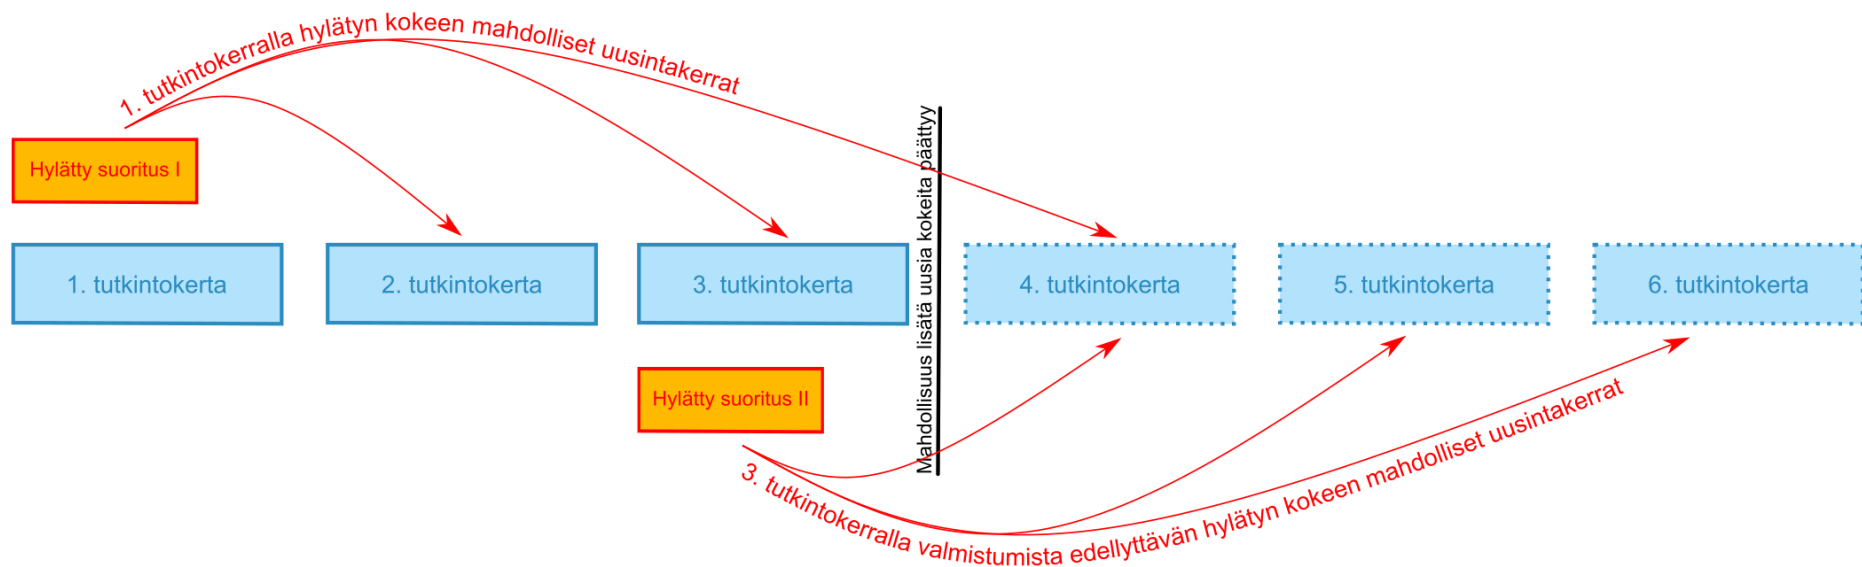 1. tutkintokerralla hylätyn kokeen mahdolliset uusintakerrat
Hylätty suoritus I
Mahdollisuus lisätä uusia kokeita päättyy
1. tutkintokerta
2. tutkintokerta
3. tutkintokerta
4. tutkintokerta
5. tutkintokerta
6. tutkintokerta
Hylätty suoritus II
3. tutkintokerralla valmistumista edellyttävän hylätyn kokeen mahdolliset uusintakerrat